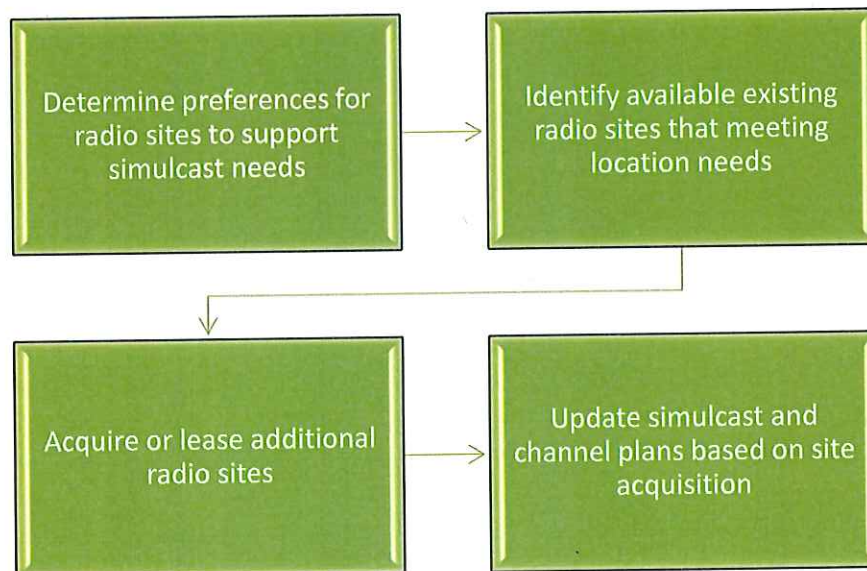 Determine preferences for
radio sites to support
simulcast needs
Identify available existing
radio sites that meeting
location needs
Acquire or lease additional
radio sites
Update simulcast and
channel plans based on site
acquisition